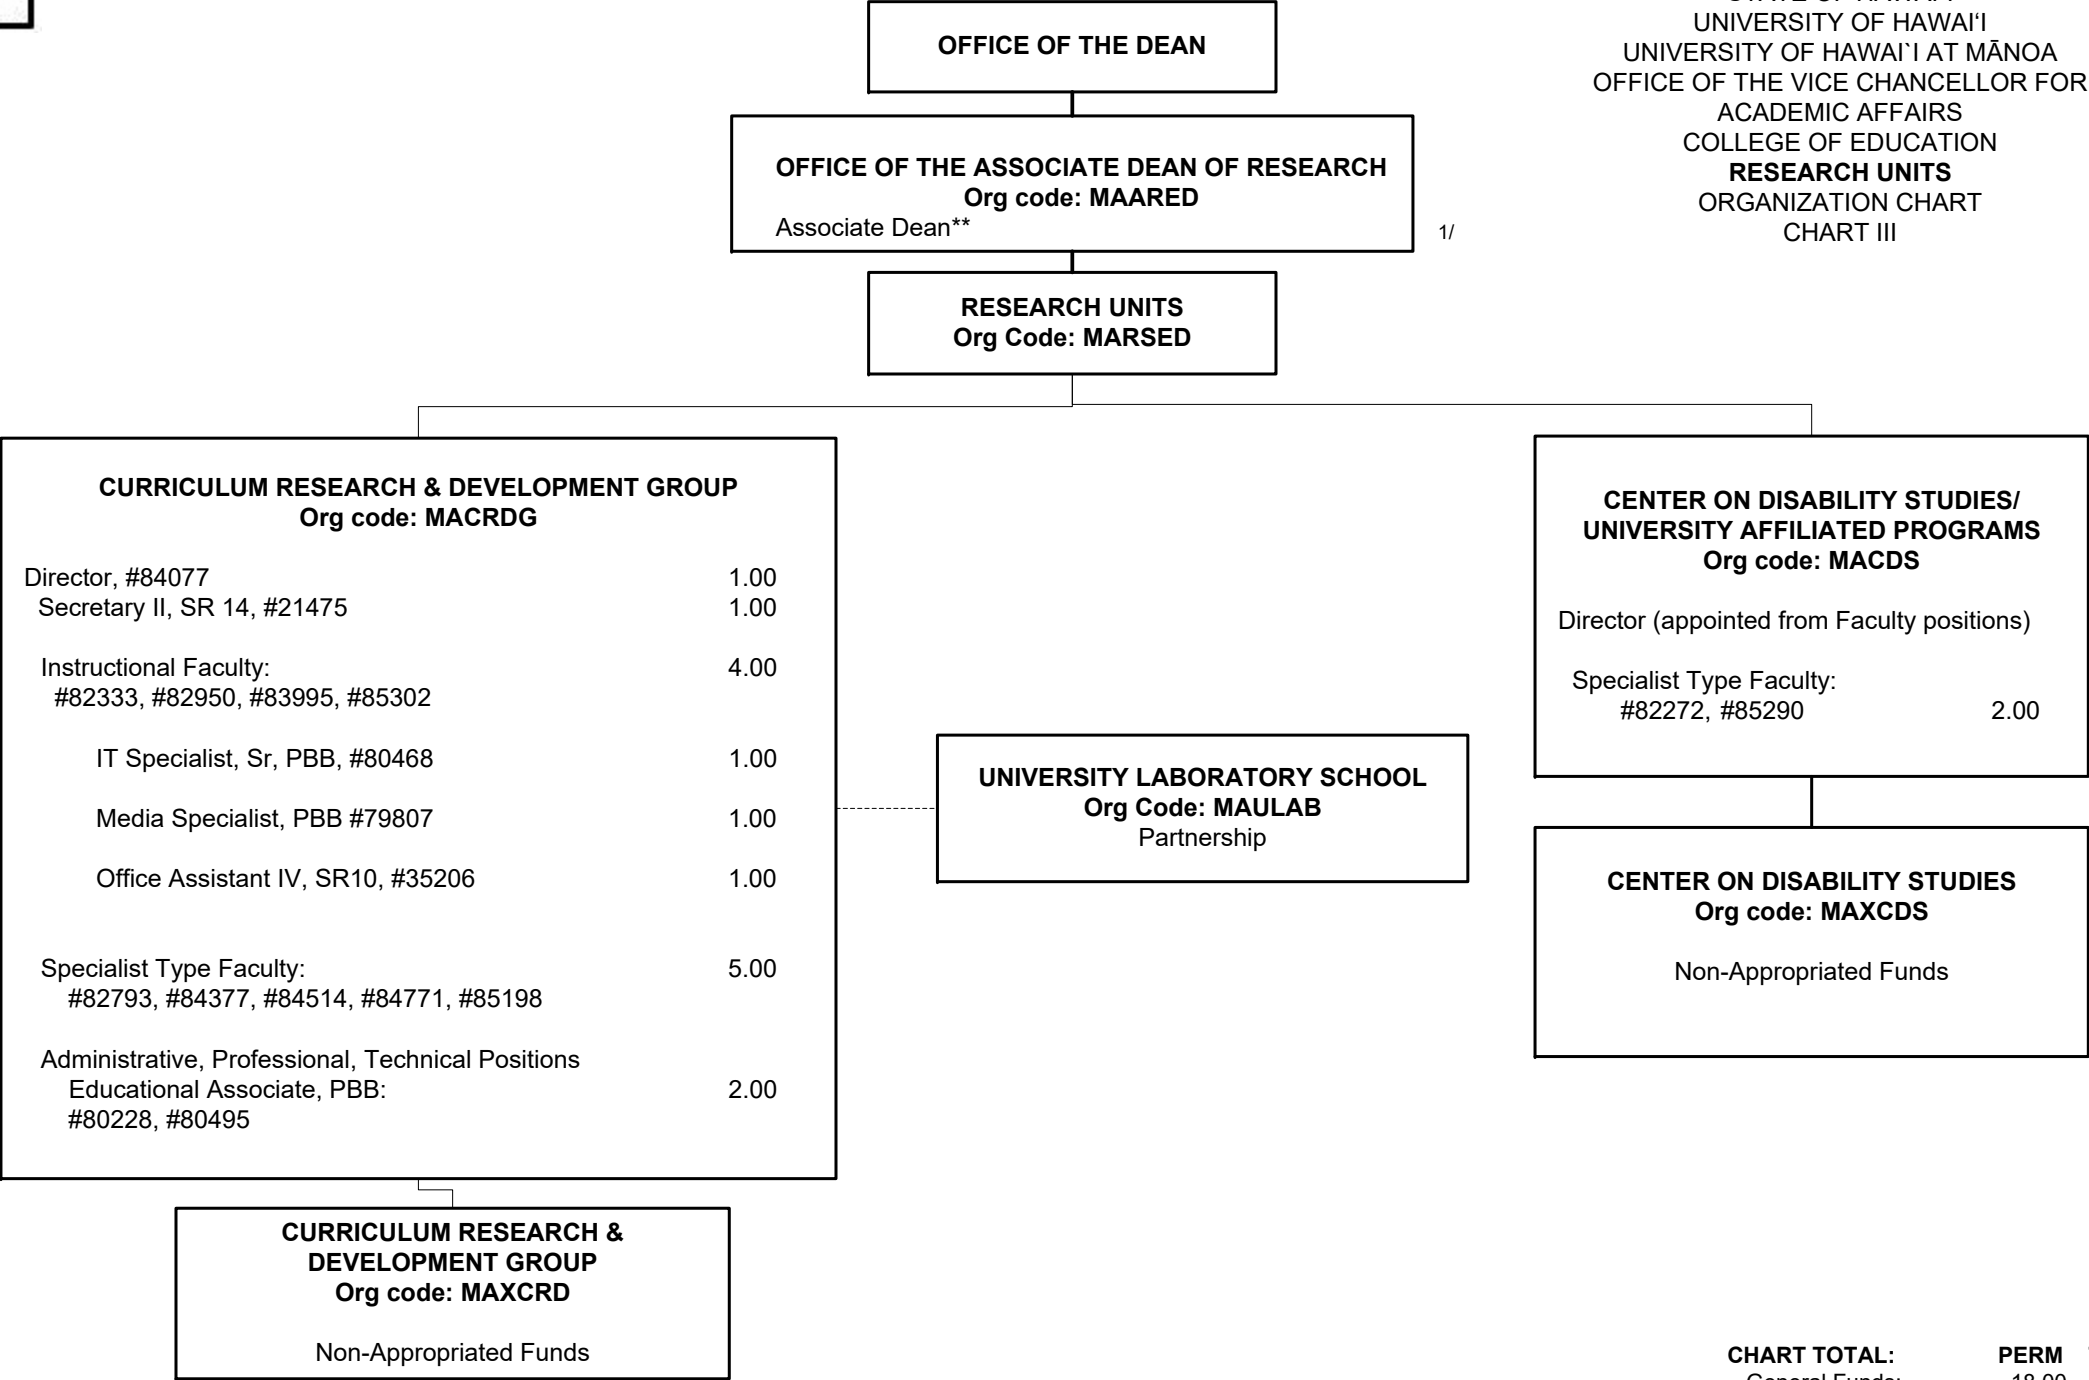 OFFICE OF THE DEAN
UNIVERSITY OF HAWAI‘I
UNIVERSITY OF HAWAI`I AT MĀNOA
OFFICE OF THE VICE CHANCELLOR FOR
ACADEMIC AFFAIRS
COLLEGE OF EDUCATION
RESEARCH UNITS
ORGANIZATION CHART
CHART III
OFFICE OF THE ASSOCIATE DEAN OF RESEARCH
Org code: MAARED
Associate Dean**
1/
RESEARCH UNITS
Org Code: MARSED
CURRICULUM RESEARCH & DEVELOPMENT GROUP
Org code: MACRDG
Director, #84077 1.00
Secretary II, SR 14, #21475 1.00
Instructional Faculty: 4.00
#82333, #82950, #83995, #85302
IT Specialist, Sr, PBB, #80468 1.00
Media Specialist, PBB #79807 1.00
Office Assistant IV, SR10, #35206 1.00
Specialist Type Faculty: 5.00
#82793, #84377, #84514, #84771, #85198
Administrative, Professional, Technical Positions
Educational Associate, PBB: 2.00
#80228, #80495
UNIVERSITY LABORATORY SCHOOL
Org Code: MAULAB
Partnership
CENTER ON DISABILITY STUDIES/
UNIVERSITY AFFILIATED PROGRAMS
Org code: MACDS
Director (appointed from Faculty positions)
Specialist Type Faculty:
#82272, #85290 2.00
CENTER ON DISABILITY STUDIES
Org code: MAXCDS
Non-Appropriated Funds
CURRICULUM RESEARCH &
DEVELOPMENT GROUP
Org code: MAXCRD
Non-Appropriated Funds
CHART TOTAL: PERM
General Funds: 18.00